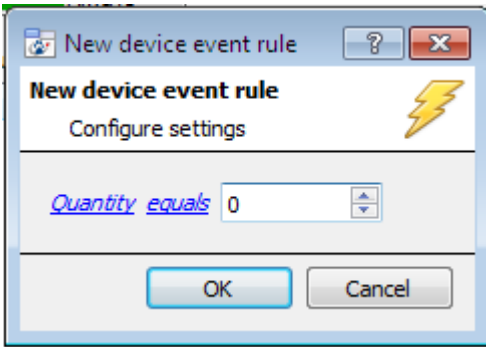 New device event rule
New device event rule
Configure settings
Quantity equals 0
OK Cancel